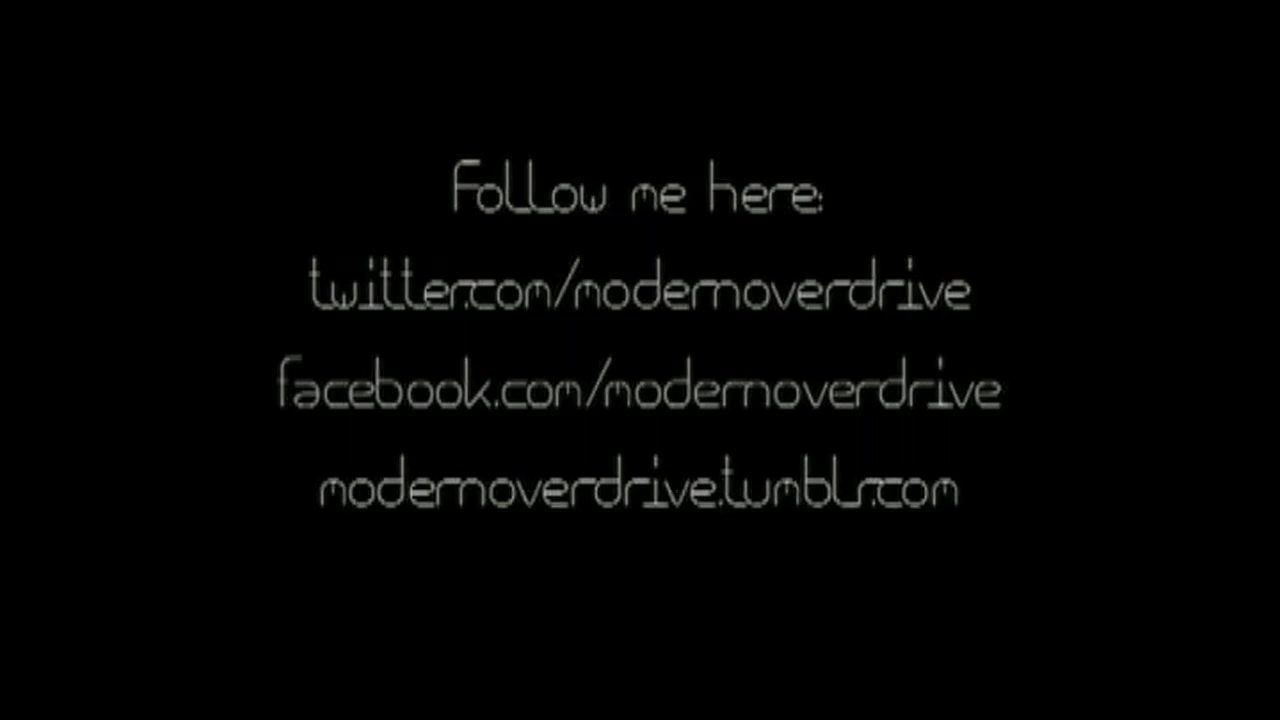 Follow me here:
twitter.com/modernoverdrive
facebook.com/modernoverdrive
modernoverdrive.tumblr.com